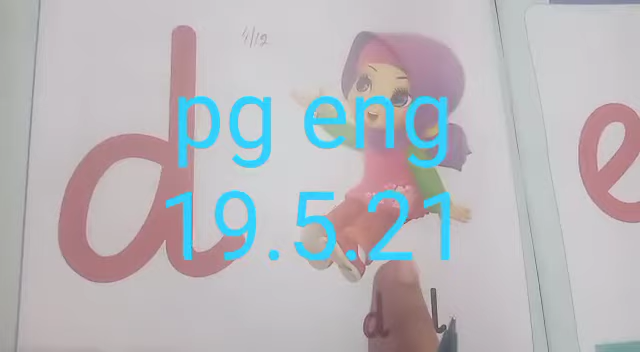 4/12
pg eng
19.5.21
d
e
d